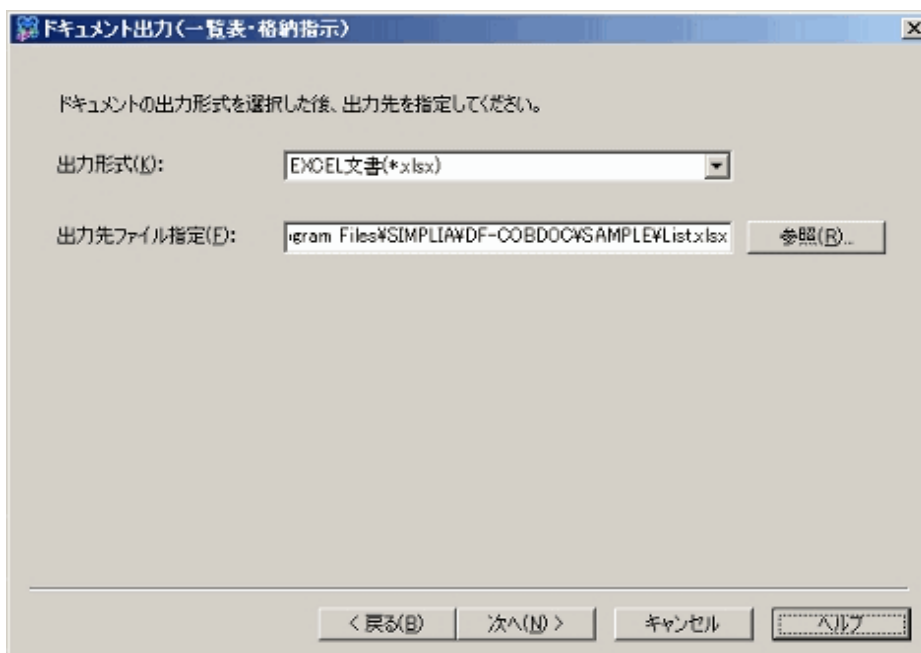 ドキュメント出力(一覧表・格納指示)
ドキュメントの出力形式を選択した後、出力先を指定してください。
出力形式(K):
EXCEL文書(*.xlsx)
出力先ファイル指定(F):
gram Files¥SIMPLIA¥DF-COBDOC¥SAMPLE¥List.xlsx
参照(R)...
< 戻る(B)
次へ(N) >
キャンセル
ヘルプ